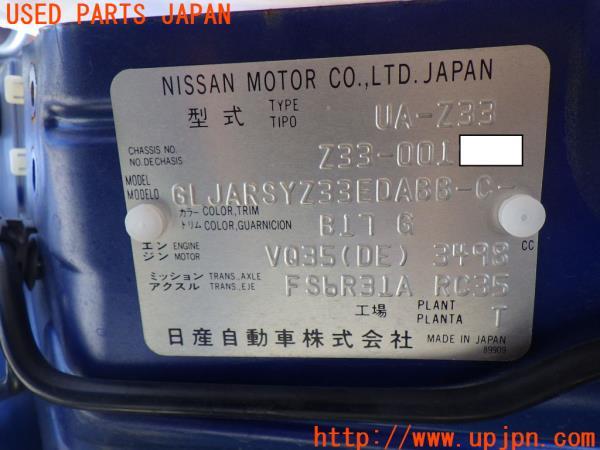 USED PARTS JAPAN
NISSAN MOTOR CO.,LTD. JAPAN
型式 TYPE TIPO UA-Z33
CHASSIS NO. NO. DE CHASIS Z33-001
MODEL MODELO GLJARSYZ33EDABB-C-
カラー COLOR,TRIM
トリム COLOR,GUARNICION B17 G
エンジン ENGINE MOTOR VQ35(DE) 3498 CC
ミッション TRANS.,AXLE
アクスル TRANS.,EJE FS6R31A RC35
工場 PLANT PLANTA T
日産自動車株式会社 MADE IN JAPAN
89909
http://www.upjpn.com